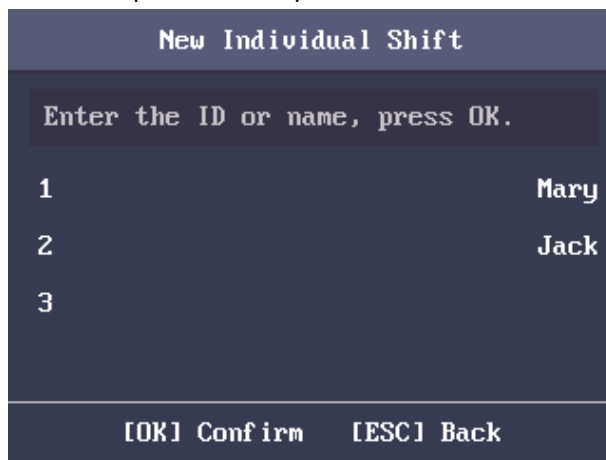 New Individual Shift
Enter the ID or name, press OK.
1 Mary
2 Jack
3
[OK] Confirm [ESC] Back